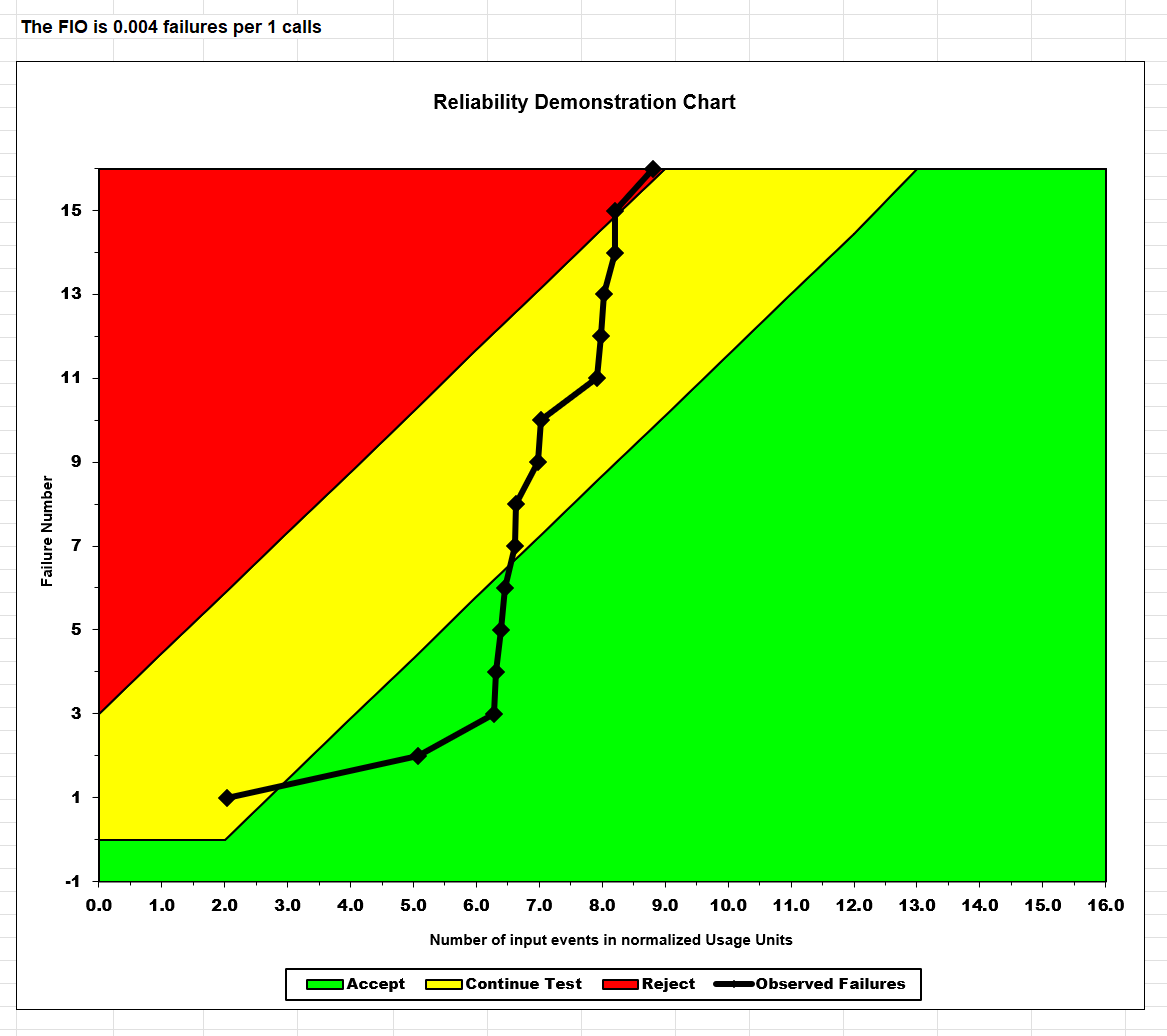 The FIO is 0.004 failures per 1 calls
Reliability Demonstration Chart
15
13
11
9
7
5
3
1
-1
Failure Number
0.0 1.0 2.0 3.0 4.0 5.0 6.0 7.0 8.0 9.0 10.0 11.0 12.0 13.0 14.0 15.0 16.0
Number of input events in normalized Usage Units
Accept Continue Test Reject Observed Failures